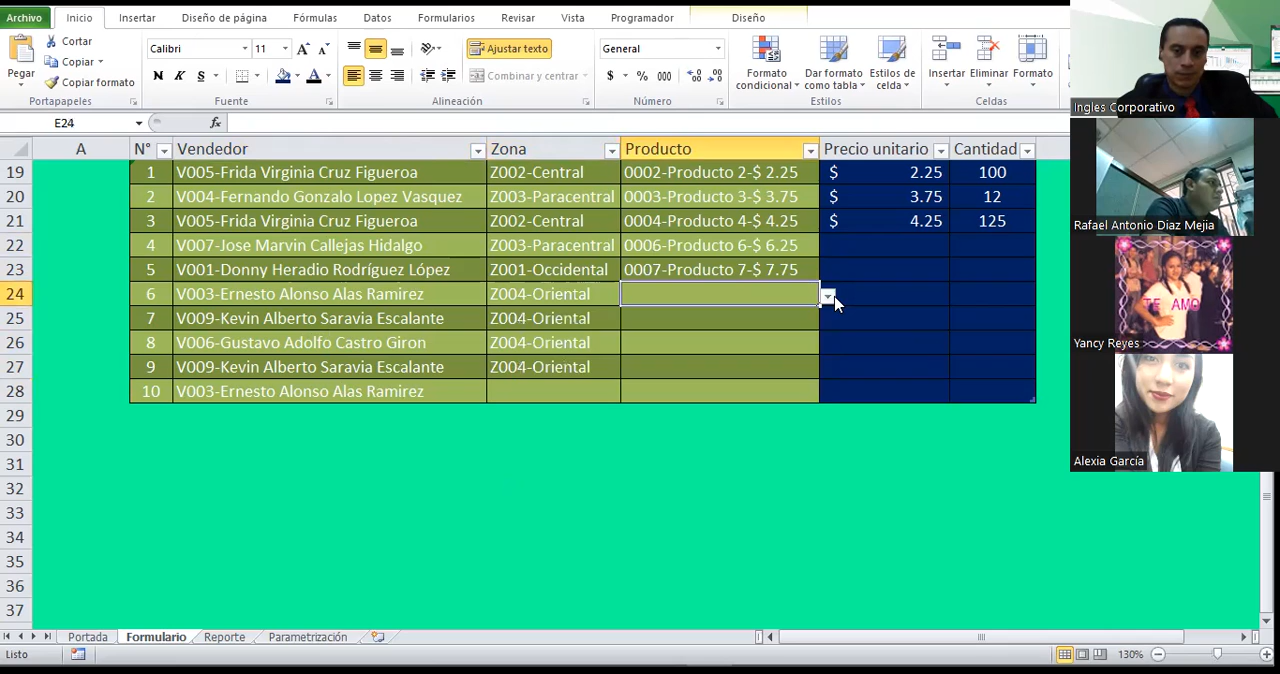 Archivo Inicio Insertar Diseño de página Fórmulas Datos Formularios Revisar Vista Programador Diseño
Pegar
Cortar
Copiar
Copiar formato
Portapapeles
Calibri 11
N K S
Fuente
Ajustar texto
Combinar y centrar
Alineación
General
$ % 000
Número
Formato condicional
Dar formato como tabla
Estilos de celda
Estilos
Insertar Eliminar Formato
Celdas
E24 fx
A N° Vendedor Zona Producto Precio unitario Cantidad
19 1 V005-Frida Virginia Cruz Figueroa Z002-Central 0002-Producto 2-$ 2.25 $ 2.25 100
20 2 V004-Fernando Gonzalo Lopez Vasquez Z003-Paracentral 0003-Producto 3-$ 3.75 $ 3.75 12
21 3 V005-Frida Virginia Cruz Figueroa Z002-Central 0004-Producto 4-$ 4.25 $ 4.25 125
22 4 V007-Jose Marvin Callejas Hidalgo Z003-Paracentral 0006-Producto 6-$ 6.25
23 5 V001-Donny Heradio Rodríguez López Z001-Occidental 0007-Producto 7-$ 7.75
24 6 V003-Ernesto Alonso Alas Ramirez Z004-Oriental
25 7 V009-Kevin Alberto Saravia Escalante Z004-Oriental
26 8 V006-Gustavo Adolfo Castro Giron Z004-Oriental
27 9 V009-Kevin Alberto Saravia Escalante Z004-Oriental
28 10 V003-Ernesto Alonso Alas Ramirez
29
30
31
32
33
34
35
36
37
Portada Formulario Reporte Parametrización
Listo 130%
Ingles Corporativo
Rafael Antonio Diaz Mejia
TE AMO
Yancy Reyes
Alexia García